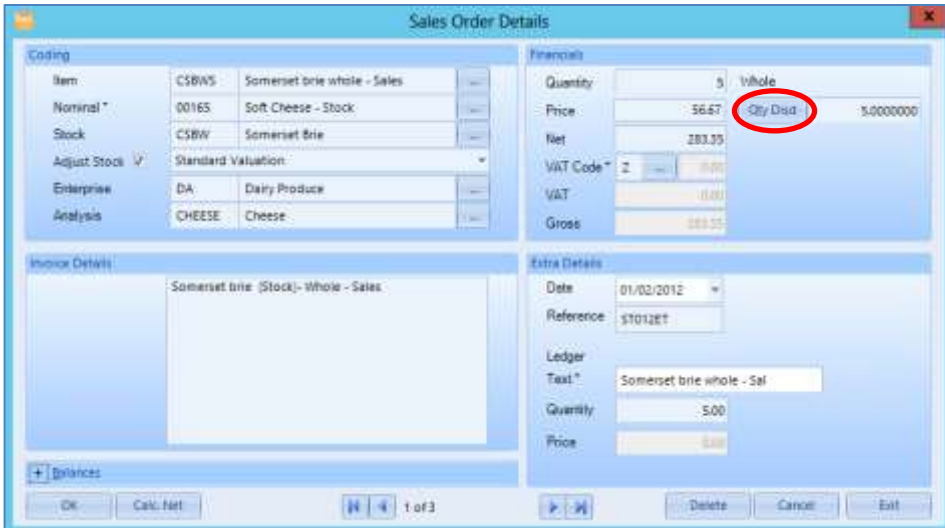 Sales Order Details
x
Coding
Item CSBWS Somerset brie whole - Sales ...
Nominal * 00165 Soft Cheese - Stock ...
Stock CSBW Somerset Brie
Adjust Stock Standard Valuation
Enterprise DA Dairy Produce ...
Analysis CHEESE Cheese ...
Financials
Quantity 5 Whole
Price 56.67 Qty Disd 5.0000000
Net 283.35
VAT Code * Z ... 0.00
VAT 0.00
Gross 283.35
Invoice Details
Somerset brie (Stock)- Whole - Sales
Extra Details
Date 01/02/2012
Reference
Ledger
Text * Somerset brie whole - Sal
Quantity 5.00
Price 0.00
+ Balances
OK Calc. Net 1 of 3 Delete Cancel Exit